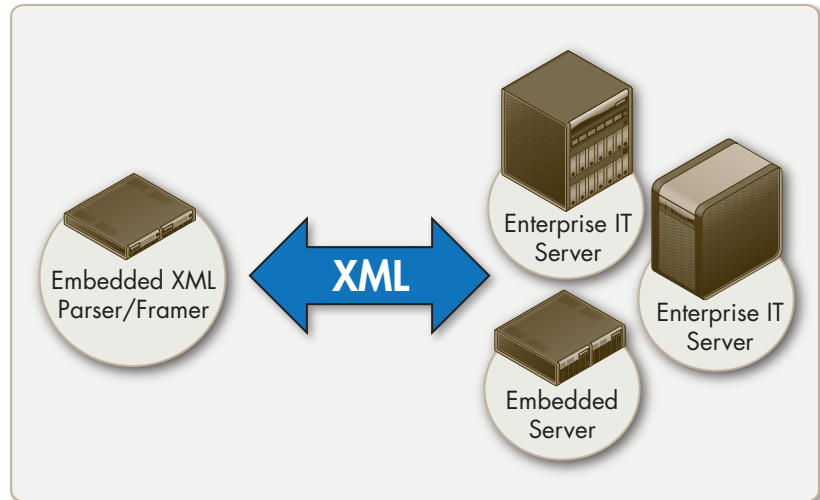 Embedded XML
Parser/Framer
XML
Enterprise IT
Server
Enterprise IT
Server
Embedded
Server